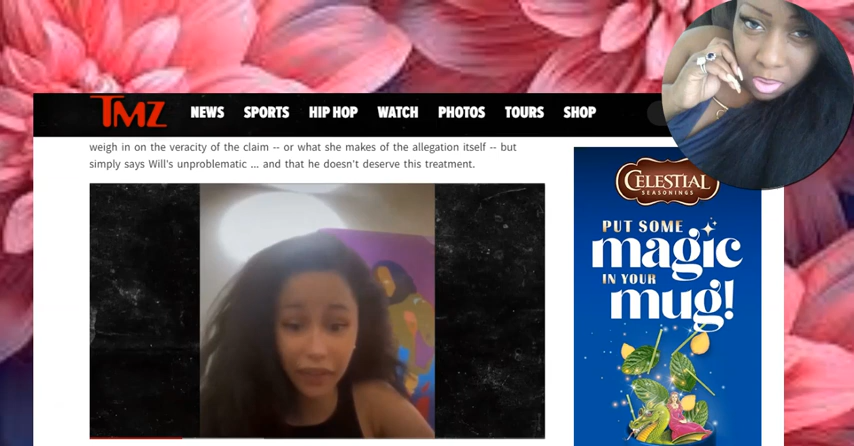 TMZ NEWS SPORTS HIP HOP WATCH PHOTOS TOURS SHOP
weigh in on the veracity of the claim -- or what she makes of the allegation itself -- but
simply says Will's unproblematic ... and that he doesn't deserve this treatment.
CELESTIAL
SEASONINGS
PUT SOME
magic
IN YOUR
mug!